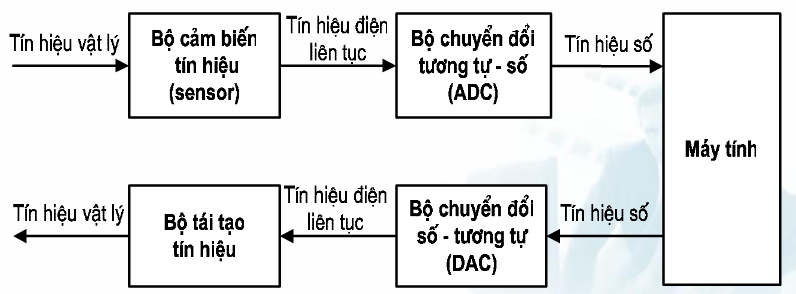 Tín hiệu vật lý
Bộ cảm biến
tín hiệu
(sensor)
Tín hiệu điện
liên tục
Bộ chuyển đổi
tương tự - số
(ADC)
Tín hiệu số
Máy tính
Tín hiệu vật lý
Bộ tái tạo
tín hiệu
Tín hiệu điện
liên tục
Bộ chuyển đổi
số - tương tự
(DAC)
Tín hiệu số